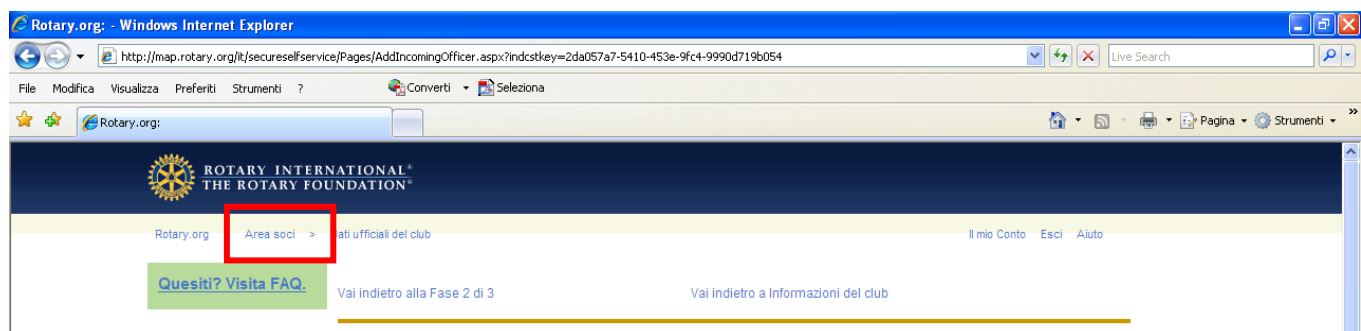 Rotary.org: - Windows Internet Explorer
http://map.rotary.org/it/secureselfservice/Pages/AddIncomingOfficer.aspx?indcstkey=2da057a7-5410-453e-9fc4-9990d719b054 Live Search
File Modifica Visualizza Preferiti Strumenti ? Converti Seleziona
Rotary.org: Pagina Strumenti »
ROTARY INTERNATIONAL®
THE ROTARY FOUNDATION®
Rotary.org Area soci > ati ufficiali del club Il mio Conto Esci Aiuto
Quesiti? Visita FAQ.
Vai indietro alla Fase 2 di 3 Vai indietro a Informazioni del club